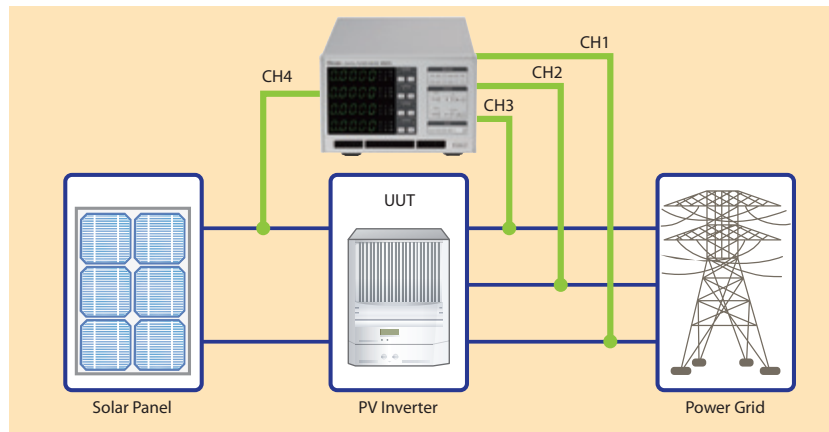 CH1
CH2
CH3
CH4
UUT
Solar Panel
PV Inverter
Power Grid